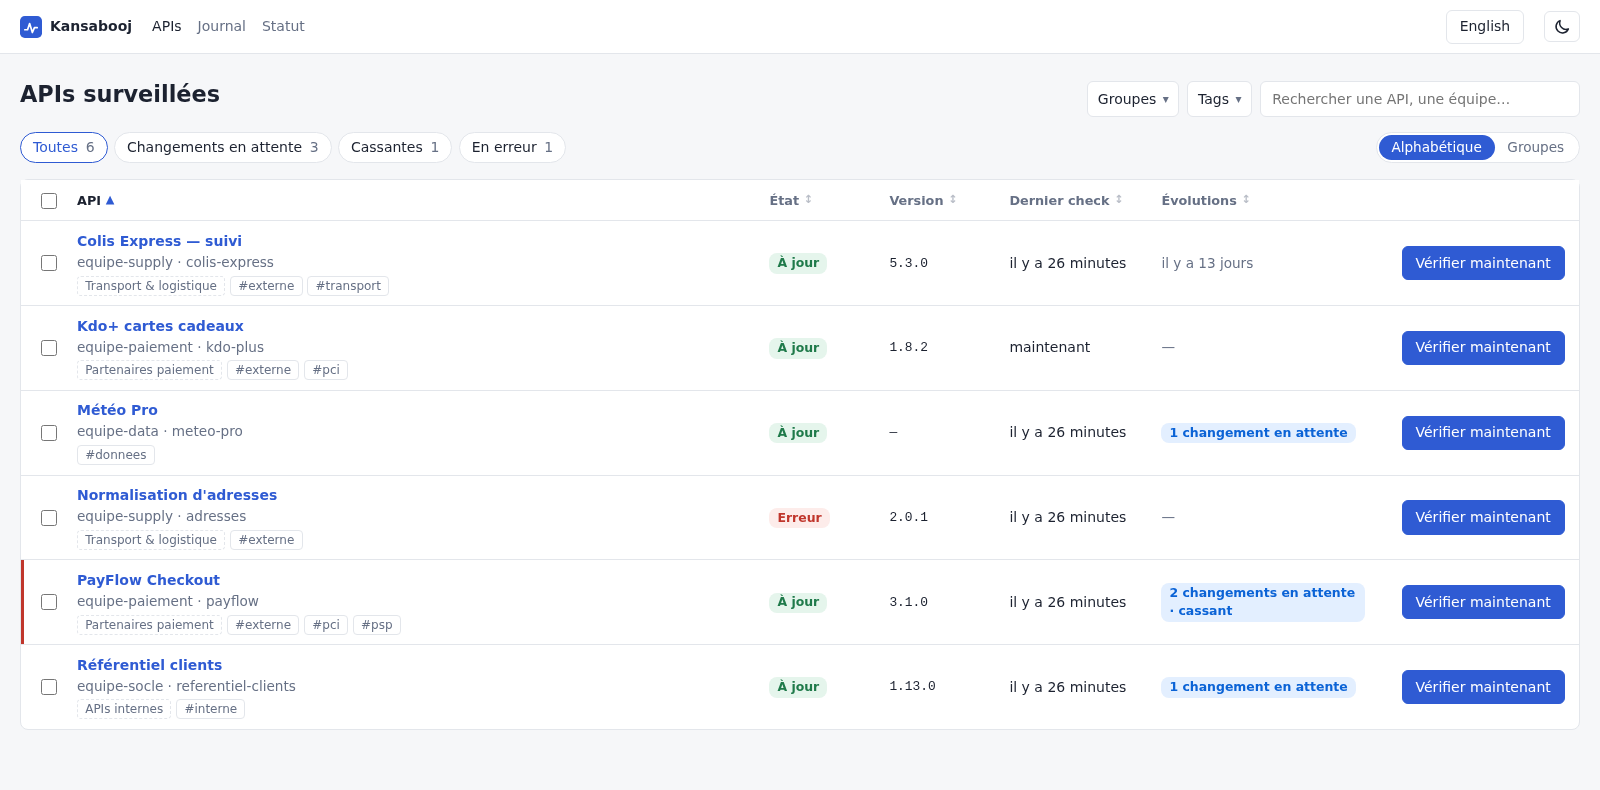 Kansabooj APIs Journal Statut English
APIs surveillées
Groupes ▾ Tags ▾ Rechercher une API, une équipe…
Toutes 6 Changements en attente 3 Cassantes 1 En erreur 1 Alphabétique Groupes
API ▲ État ↕ Version ↕ Dernier check ↕ Évolutions ↕
Colis Express — suivi
equipe-supply · colis-express
Transport & logistique #externe #transport
À jour 5.3.0 il y a 26 minutes il y a 13 jours Vérifier maintenant
Kdo+ cartes cadeaux
equipe-paiement · kdo-plus
Partenaires paiement #externe #pci
À jour 1.8.2 maintenant — Vérifier maintenant
Météo Pro
equipe-data · meteo-pro
#donnees
À jour — il y a 26 minutes 1 changement en attente Vérifier maintenant
Normalisation d'adresses
equipe-supply · adresses
Transport & logistique #externe
Erreur 2.0.1 il y a 26 minutes — Vérifier maintenant
PayFlow Checkout
equipe-paiement · payflow
Partenaires paiement #externe #pci #psp
À jour 3.1.0 il y a 26 minutes 2 changements en attente
· cassant
Vérifier maintenant
Référentiel clients
equipe-socle · referentiel-clients
APIs internes #interne
À jour 1.13.0 il y a 26 minutes 1 changement en attente Vérifier maintenant